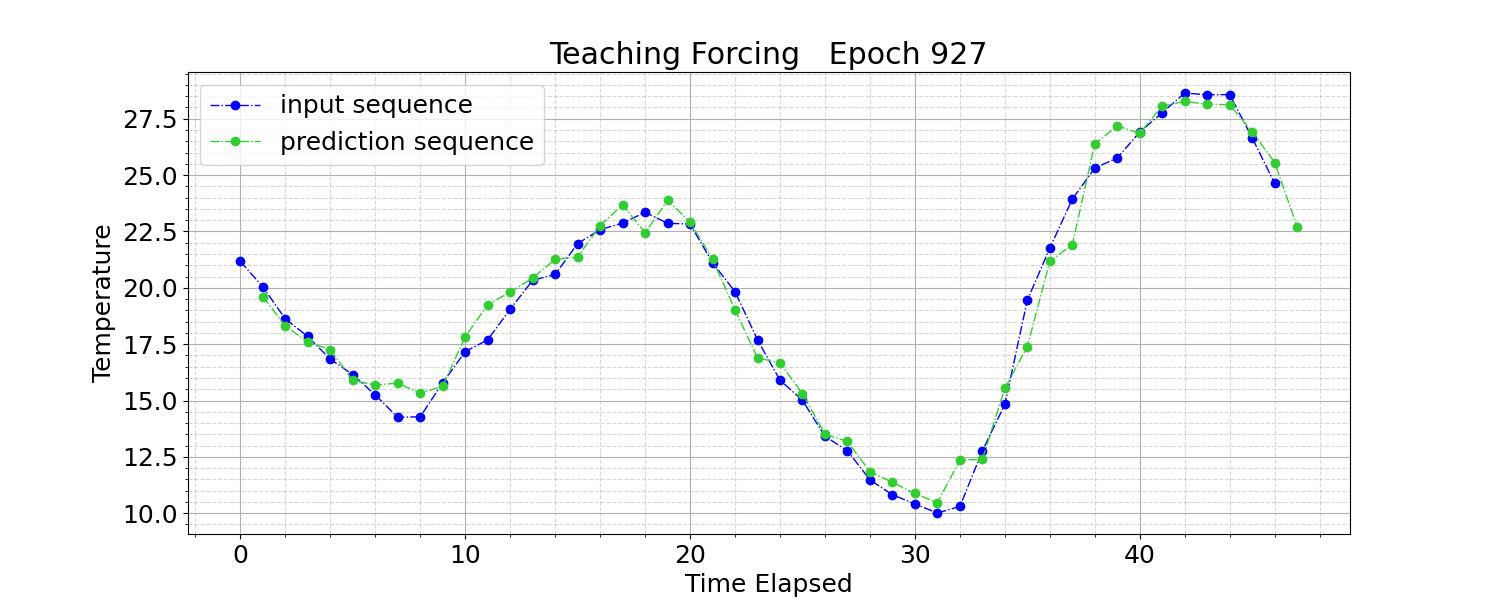 Teaching Forcing   Epoch 927
input sequence
prediction sequence
Temperature
27.5
25.0
22.5
20.0
17.5
15.0
12.5
10.0
0 10 20 30 40
Time Elapsed